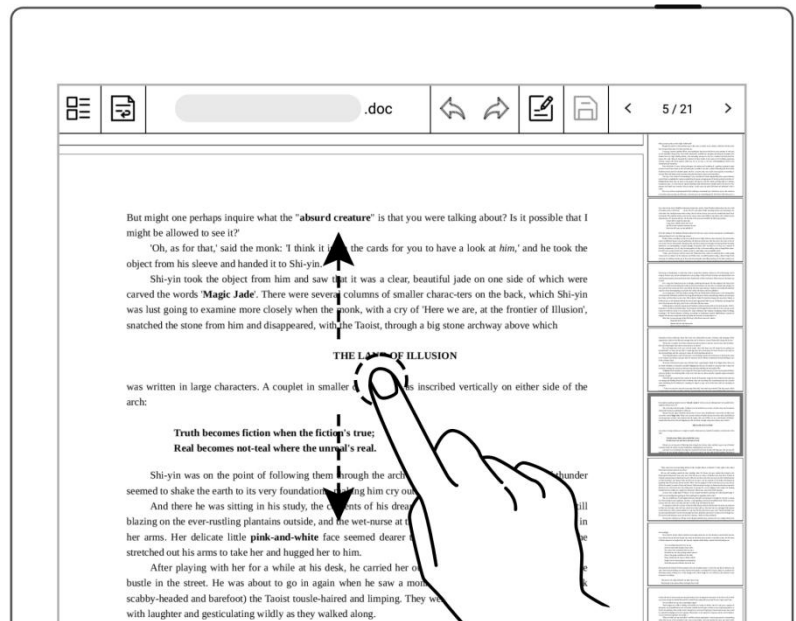 .doc
5 / 21
But might one perhaps inquire what the "absurd creature" is that you were talking about? Is it possible that I
might be allowed to see it?'
'Oh, as for that,' said the monk: 'I think it the cards for you to have a look at him,' and he took the
object from his sleeve and handed it to Shi-yin.
Shi-yin took the object from him and saw that it was a clear, beautiful jade on one side of which were
carved the words 'Magic Jade'. There were several columns of smaller charac-ters on the back, which Shi-yin
was lust going to examine more closely when the monk, with a cry of 'Here we are, at the frontier of Illusion',
snatched the stone from him and disappeared, with the Taoist, through a big stone archway above which
THE LAND OF ILLUSION
was written in large characters. A couplet in smaller inscribed vertically on either side of the
arch:
Truth becomes fiction when the fiction's true;
Real becomes not-teal where the unreal's real.
Shi-yin was on the point of following them through the arch thunder
seemed to shake the earth to its very foundations, making him cry out
And there he was sitting in his study, the contents of his dream
blazing on the ever-rustling plantains outside, and the wet-nurse at in
her arms. Her delicate little pink-and-white face seemed dearer
stretched out his arms to take her and hugged her to him.
After playing with her for a while at his desk, he carried her
bustle in the street. He was about to go in again when he saw a
scabby-headed and barefoot) the Taoist tousle-haired and limping. They
with laughter and gesticulating wildly as they walked along.